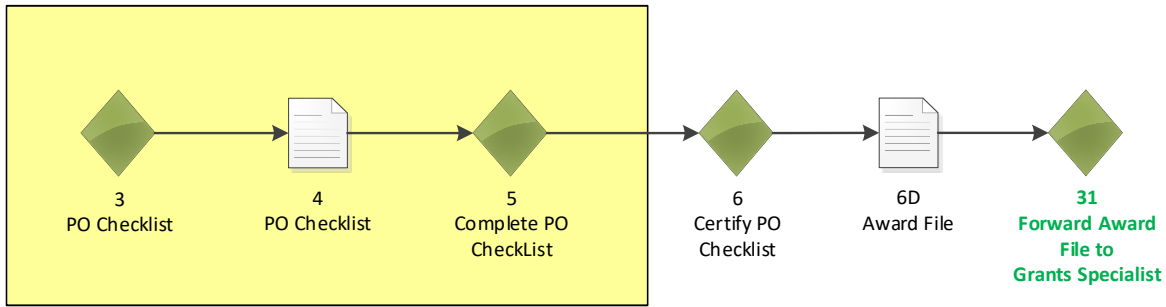 3
PO Checklist
4
PO Checklist
5
Complete PO
CheckList
6
Certify PO
Checklist
6D
Award File
31
Forward Award
File to
Grants Specialist